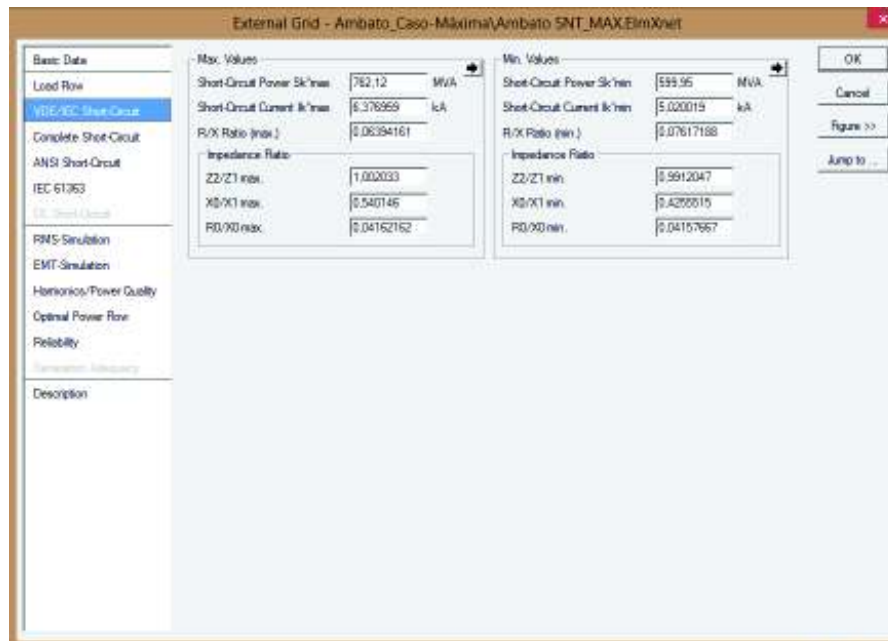 External Grid - Ambato_Caso-Máxima\Ambato SNT_MAX.ElmXnet
Basic Data
Load Flow
VDE/IEC Short-Circuit
Complete Short-Circuit
ANSI Short-Circuit
IEC 61363
DC Short-Circuit
RMS-Simulation
EMT-Simulation
Harmonics/Power Quality
Optimal Power Flow
Reliability
Generation Adequacy
Description
Max. Values
Short-Circuit Power Sk"max 762,12 MVA
Short-Circuit Current Ik"max 6,376959 kA
R/X Ratio (max.) 0,06394161
Impedance Ratio
Z2/Z1 max. 1,002033
X0/X1 max. 0,540146
R0/X0 max. 0,04162162
Min. Values
Short-Circuit Power Sk"min 599,95 MVA
Short-Circuit Current Ik"min 5,020019 kA
R/X Ratio (min.) 0,07617188
Impedance Ratio
Z2/Z1 min. 0,9912047
X0/X1 min.
R0/X0 min. 0,04157667
OK
Cancel
Figure >>
Jump to ...